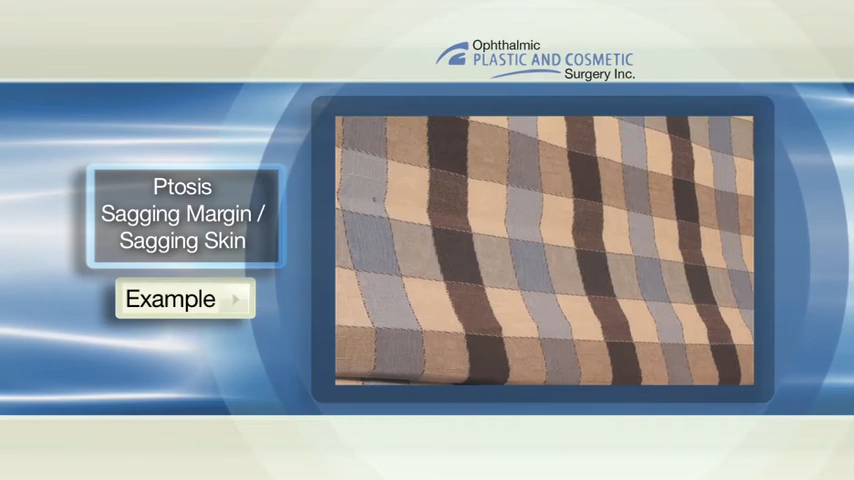 Ophthalmic
PLASTIC AND COSMETIC
Surgery Inc.
Ptosis
Sagging Margin /
Sagging Skin
Example